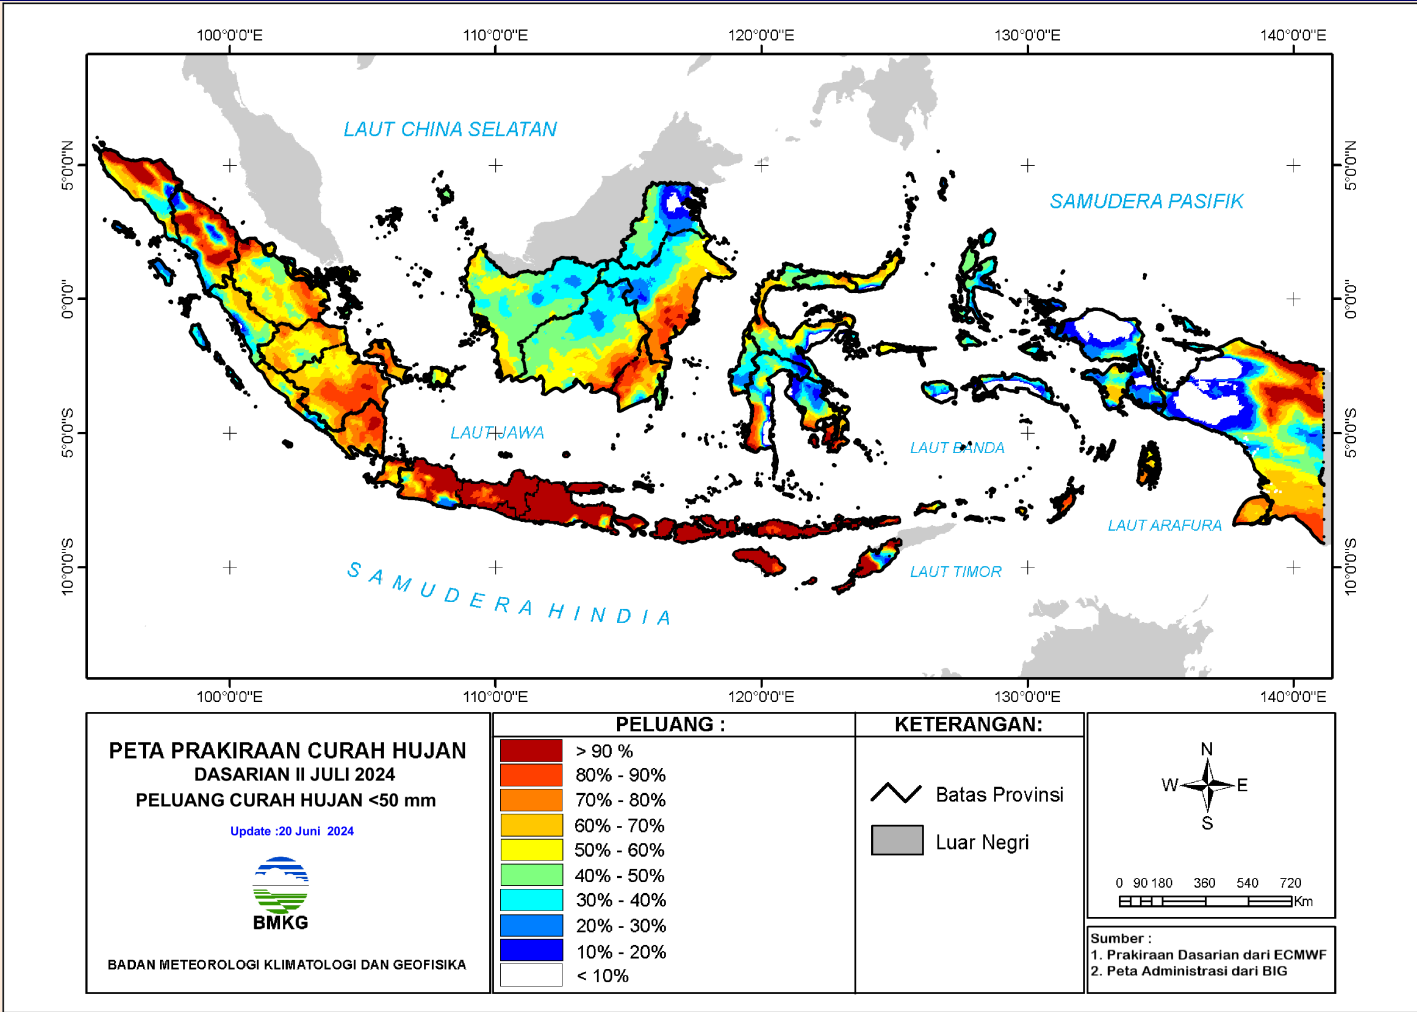 100°0'0"E
110°0'0"E
120°0'0"E
130°0'0"E
140°0'0"E
5°0'0"N
0°0'0"
5°0'0"S
10°0'0"S
LAUT CHINA SELATAN
SAMUDERA PASIFIK
LAUT JAWA
LAUT BANDA
LAUT ARAFURA
LAUT TIMOR
SAMUDERA HINDIA
5°0'0"N
0°0'0"
5°0'0"S
10°0'0"S
100°0'0"E
110°0'0"E
120°0'0"E
130°0'0"E
140°0'0"E
PETA PRAKIRAAN CURAH HUJAN
DASARIAN II JULI 2024
PELUANG CURAH HUJAN <50 mm
Update :20 Juni 2024
BMKG
BADAN METEOROLOGI KLIMATOLOGI DAN GEOFISIKA
PELUANG :
> 90 %
80% - 90%
70% - 80%
60% - 70%
50% - 60%
40% - 50%
30% - 40%
20% - 30%
10% - 20%
< 10%
KETERANGAN:
Batas Provinsi
Luar Negri
N
W E
S
0 90 180 360 540 720
Km
Sumber :
1. Prakiraan Dasarian dari ECMWF
2. Peta Administrasi dari BIG